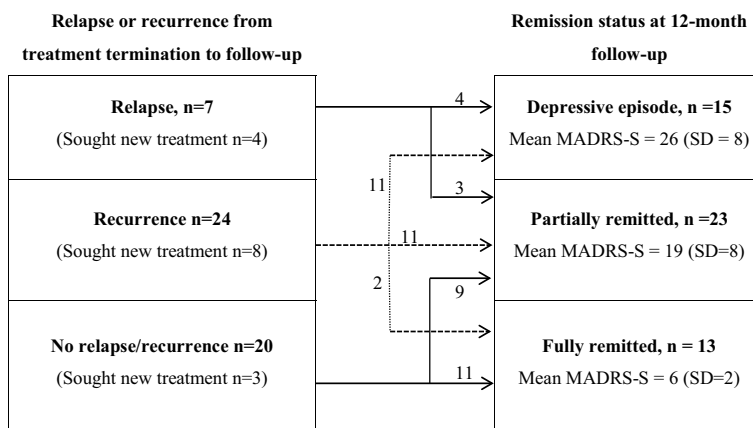 Relapse or recurrence from
treatment termination to follow-up
Relapse, n=7
(Sought new treatment n=4)
Recurrence n=24
(Sought new treatment n=8)
No relapse/recurrence n=20
(Sought new treatment n=3)
4
11
3
11
2
9
11
Remission status at 12-month
follow-up
Depressive episode, n =15
Mean MADRS-S = 26 (SD = 8)
Partially remitted, n =23
Mean MADRS-S = 19 (SD=8)
Fully remitted, n = 13
Mean MADRS-S = 6 (SD=2)